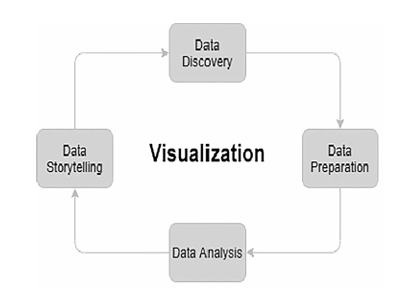 Data
Discovery
Data
Storytelling
Visualization
Data
Preparation
Data Analysis